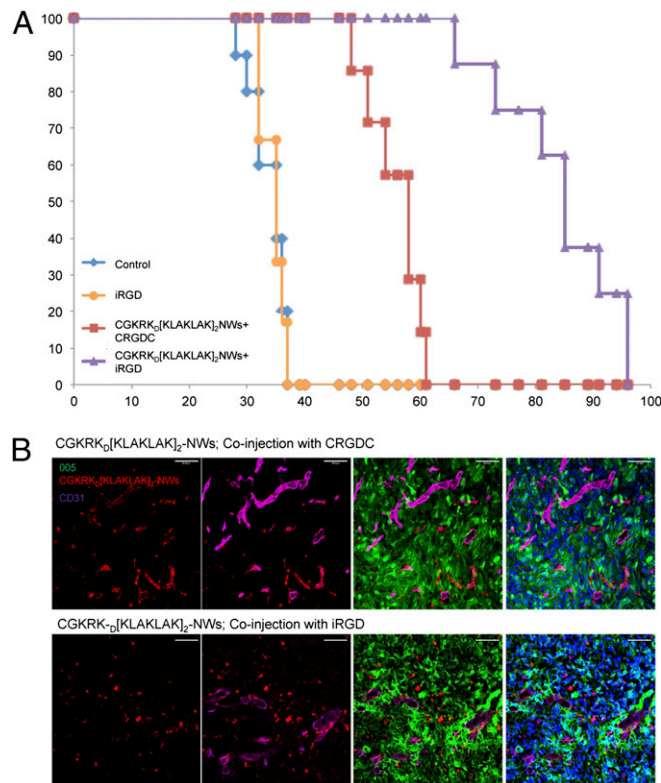 A
100
90
80
70
60
50
40
30
20
10
0
Control
iRGD
CGKRKD[KLAKLAK]2NWs+
CRGDC
CGKRKD[KLAKLAK]2NWs+
iRGD
0 10 20 30 40 50 60 70 80 90 100
B
CGKRKD[KLAKLAK]2-NWs; Co-injection with CRGDC
005
CGKRKD[KLAKLAK]2-NWs
CD31
CGKRK-D[KLAKLAK]2-NWs; Co-injection with iRGD